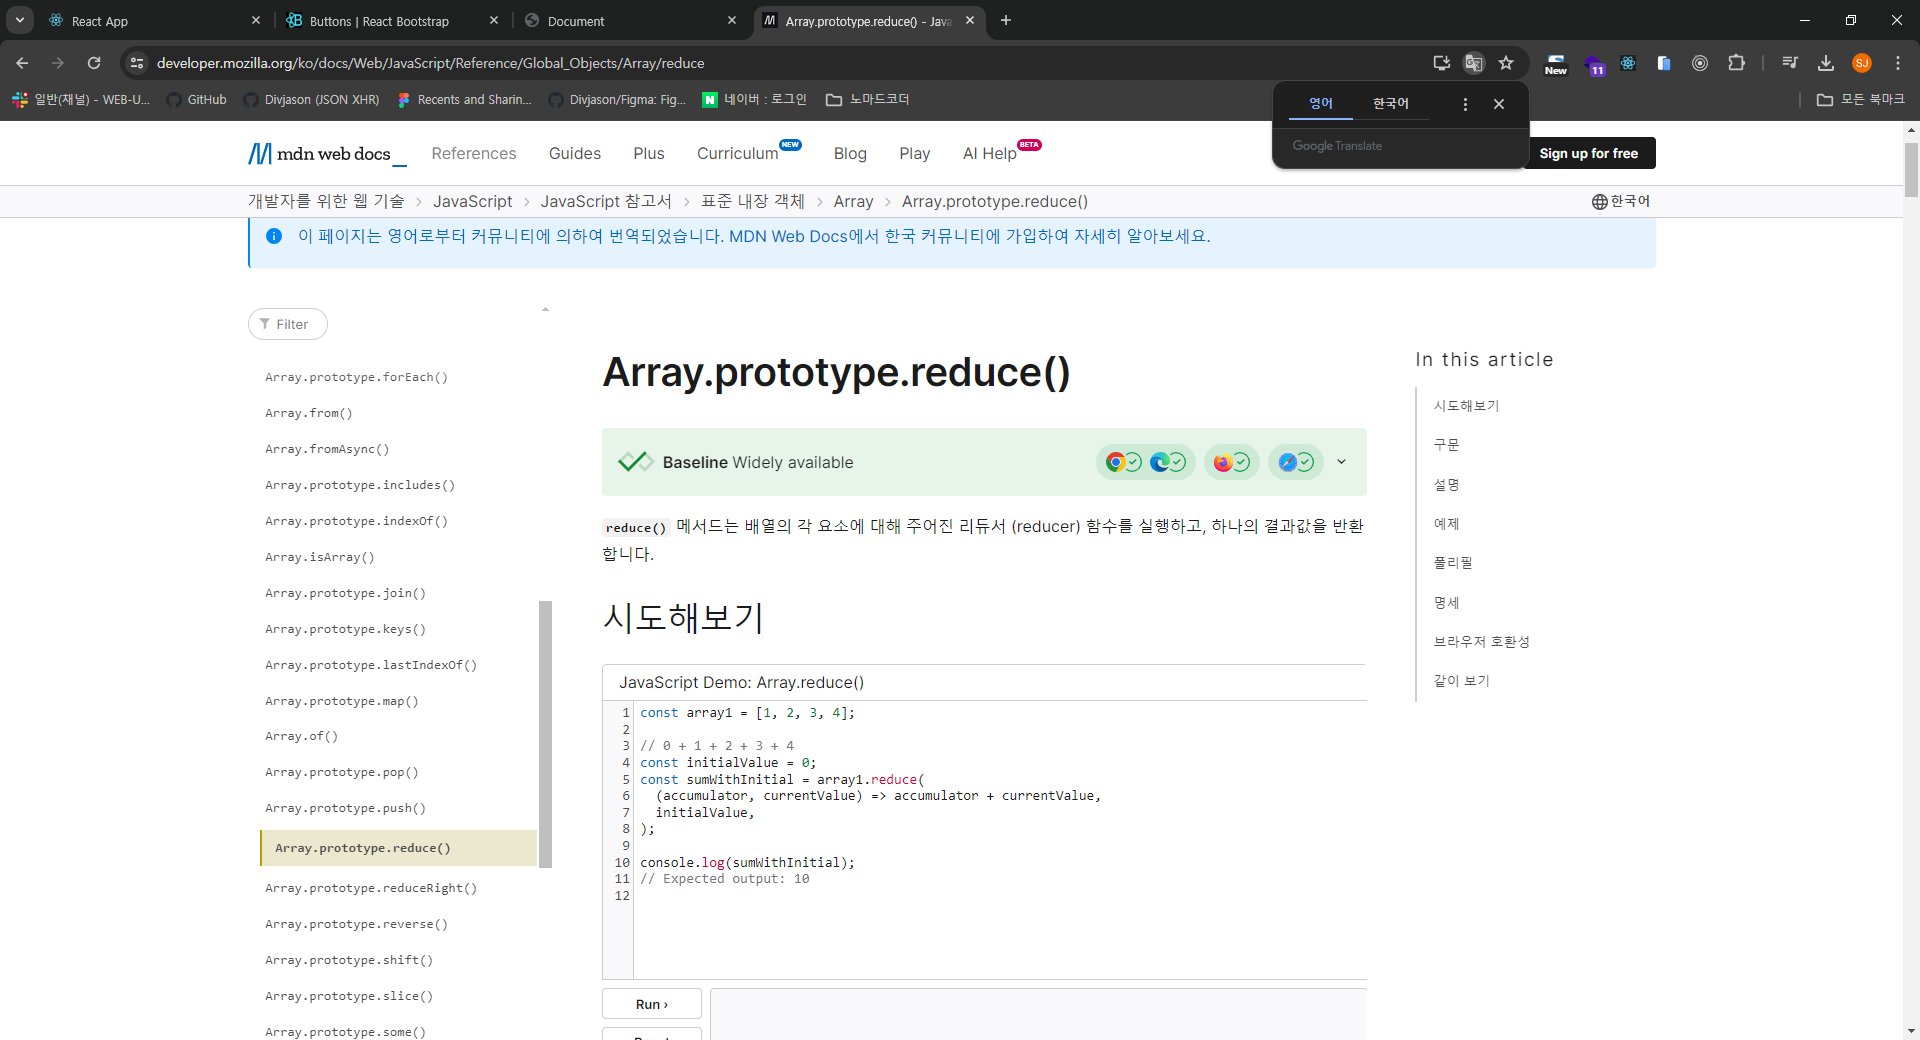 React App
Buttons | React Bootstrap
Document
Array.prototype.reduce() - Java
developer.mozilla.org/ko/docs/Web/JavaScript/Reference/Global_Objects/Array/reduce
New
11
SJ
일반(채널) - WEB-U...
GitHub
Divjason (JSON XHR)
Recents and Sharin...
Divjason/Figma: Fig...
N 네이버 : 로그인
노마드코더
모든 북마크
영어
한국어
Google Translate
mdn web docs_
References
Guides
Plus
Curriculum NEW
Blog
Play
AI Help BETA
Sign up for free
개발자를 위한 웹 기술 > JavaScript > JavaScript 참고서 > 표준 내장 객체 > Array > Array.prototype.reduce()
한국어
이 페이지는 영어로부터 커뮤니티에 의하여 번역되었습니다. MDN Web Docs에서 한국 커뮤니티에 가입하여 자세히 알아보세요.
Filter
Array.prototype.forEach()
Array.from()
Array.fromAsync()
Array.prototype.includes()
Array.prototype.indexOf()
Array.isArray()
Array.prototype.join()
Array.prototype.keys()
Array.prototype.lastIndexOf()
Array.prototype.map()
Array.of()
Array.prototype.pop()
Array.prototype.push()
Array.prototype.reduce()
Array.prototype.reduceRight()
Array.prototype.reverse()
Array.prototype.shift()
Array.prototype.slice()
Array.prototype.some()
Array.prototype.reduce()
Baseline Widely available
reduce() 메서드는 배열의 각 요소에 대해 주어진 리듀서 (reducer) 함수를 실행하고, 하나의 결과값을 반환
합니다.
시도해보기
JavaScript Demo: Array.reduce()
1 const array1 = [1, 2, 3, 4];
2
3 // 0 + 1 + 2 + 3 + 4
4 const initialValue = 0;
5 const sumWithInitial = array1.reduce(
6 (accumulator, currentValue) => accumulator + currentValue,
7 initialValue,
8 );
9
10 console.log(sumWithInitial);
11 // Expected output: 10
12
Run ›
In this article
시도해보기
구문
설명
예제
폴리필
명세
브라우저 호환성
같이 보기